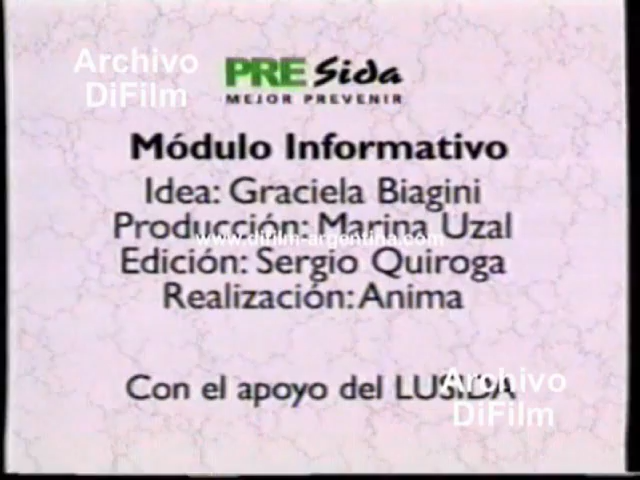 Archivo
DiFilm
PRE Sida
MEJOR PREVENIR
Módulo Informativo
Idea: Graciela Biagini
Producción: Marina Uzal
www.difilm-argentina.com
Edición: Sergio Quiroga
Realización: Anima
Con el apoyo del LUSIDA
Archivo
DiFilm